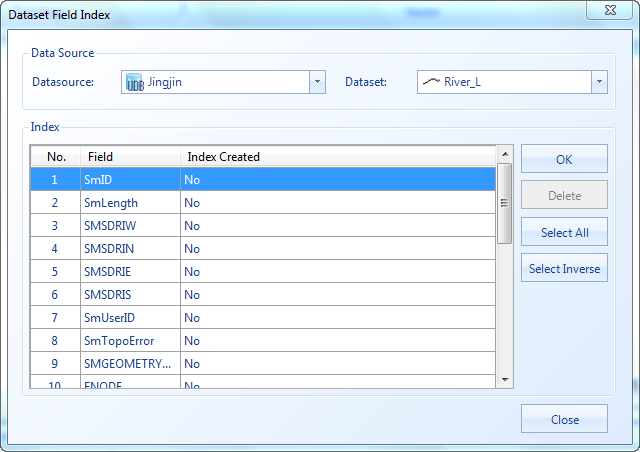 Dataset Field Index
Data Source
Datasource: UDB Jingjin Dataset: River_L
Index
No. Field Index Created
1 SmID No
2 SmLength No
3 SMSDRIW No
4 SMSDRIN No
5 SMSDRIE No
6 SMSDRIS No
7 SmUserID No
8 SmTopoError No
9 SMGEOMETRY... No
10 FNODE No
OK
Delete
Select All
Select Inverse
Close